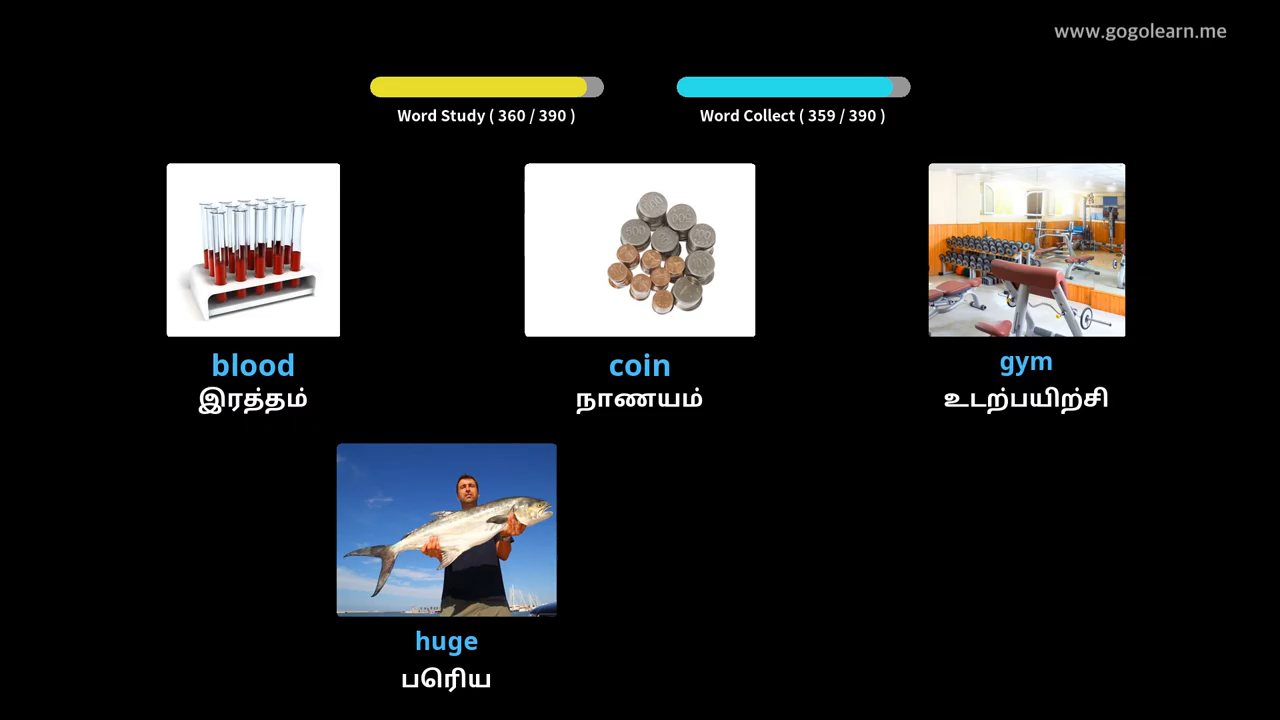 www.gogolearn.me
Word Study ( 360 / 390 )
Word Collect ( 359 / 390 )
blood
இரத்தம்
coin
நாணயம்
gym
உடற்பயிற்சி
huge
பெரிய